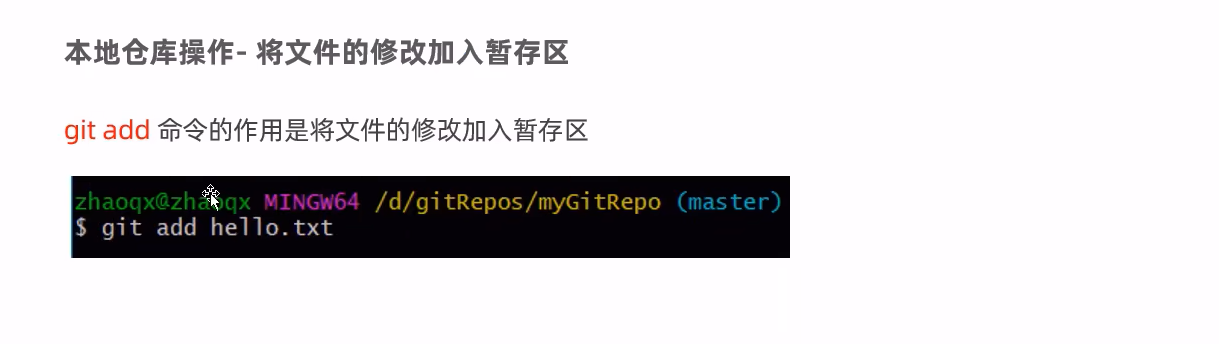 本地仓库操作- 将文件的修改加入暂存区
git add 命令的作用是将文件的修改加入暂存区
zhaoqx@zhaoqx MINGW64 /d/gitRepos/myGitRepo (master)
$ git add hello.txt